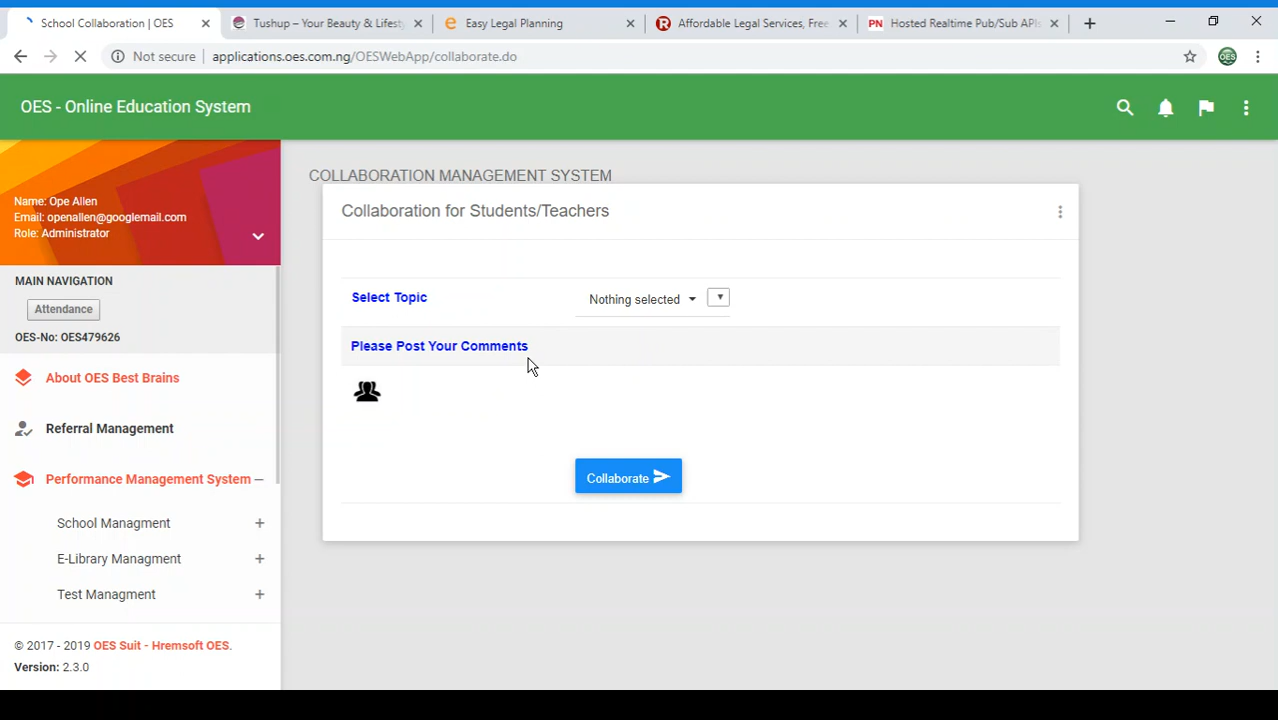 School Collaboration | OES
Tushup – Your Beauty & Lifesty
Easy Legal Planning
Affordable Legal Services, Free
PN Hosted Realtime Pub/Sub APIs
Not secure applications.oes.com.ng/OESWebApp/collaborate.do
OES
OES - Online Education System
Name: Ope Allen
Email: openallen@googlemail.com
Role: Administrator
MAIN NAVIGATION
Attendance
OES-No: OES479626
About OES Best Brains
Referral Management
Performance Management System
School Managment
E-Library Managment
Test Managment
© 2017 - 2019 OES Suit - Hremsoft OES.
Version: 2.3.0
COLLABORATION MANAGEMENT SYSTEM
Collaboration for Students/Teachers
Select Topic
Nothing selected
Please Post Your Comments
Collaborate